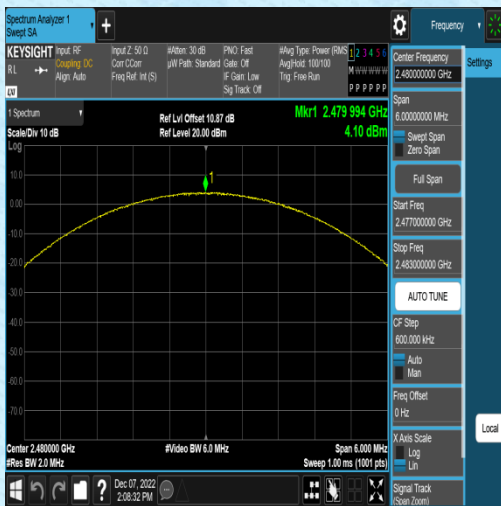 Spectrum Analyzer 1
Swept SA
Frequency
Settings
KEYSIGHT
RL
Input: RF
Coupling: DC
Align: Auto
Input Z: 50 Ω
Corr CCorr
Freq Ref: Int (S)
#Atten: 30 dB
µW Path: Standard
PNO: Fast
Gate: Off
IF Gain: Low
Sig Track: Off
#Avg Type: Power (RMS
Avg|Hold: 100/100
Trig: Free Run
1 2 3 4 5 6
M W W W W W
P P P P P P
1 Spectrum
Scale/Div 10 dB
Ref Lvl Offset 10.87 dB
Ref Level 20.00 dBm
Mkr1 2.479 994 GHz
4.10 dBm
Log
10.0
0.00
-10.0
-20.0
-30.0
-40.0
-50.0
-60.0
-70.0
1
Center 2.480000 GHz
#Res BW 2.0 MHz
#Video BW 6.0 MHz
Span 6.000 MHz
Sweep 1.00 ms (1001 pts)
Dec 07, 2022
2:08:32 PM
Center Frequency
2.480000000 GHz
Span
6.00000000 MHz
Swept Span
Zero Span
Full Span
Start Freq
2.477000000 GHz
Stop Freq
2.483000000 GHz
AUTO TUNE
CF Step
600.000 kHz
Auto
Man
Freq Offset
0 Hz
X Axis Scale
Log
Lin
Signal Track
(Span Zoom)
Local